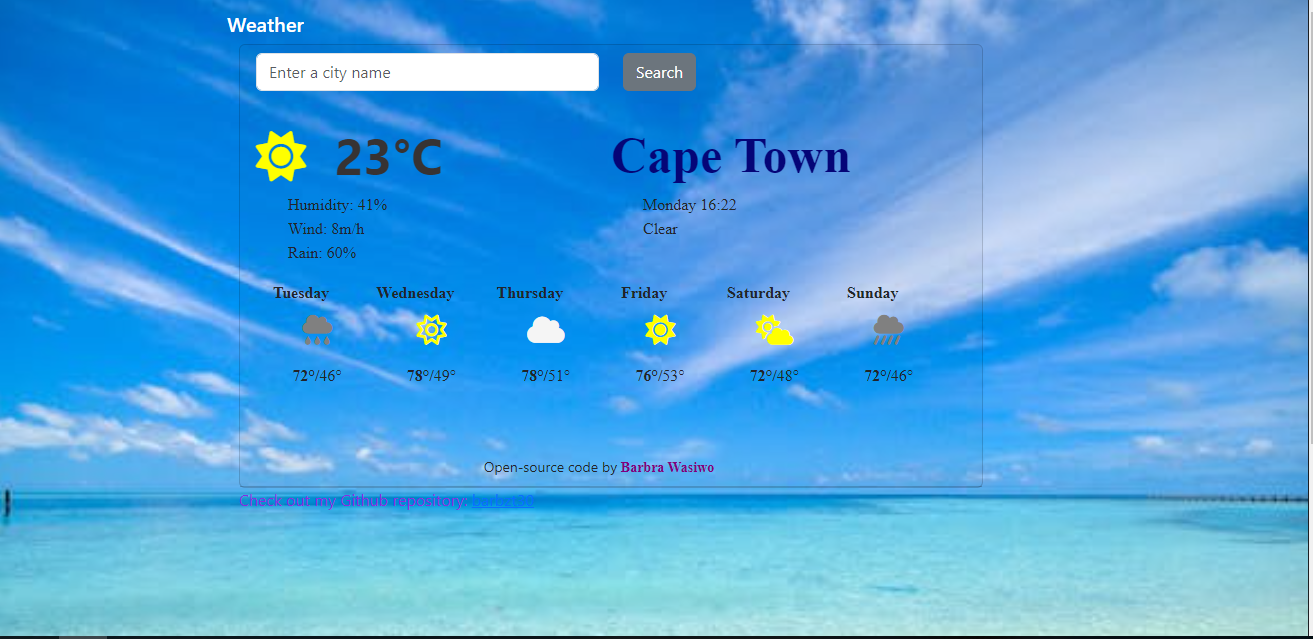 Weather
Enter a city name
Search
23°C
Cape Town
Humidity: 41%
Wind: 8m/h
Rain: 60%
Monday 16:22
Clear
Tuesday Wednesday Thursday Friday Saturday Sunday
72°/46° 78°/49° 78°/51° 76°/53° 72°/48° 72°/46°
Open-source code by Barbra Wasiwo
Check out my Github repository: